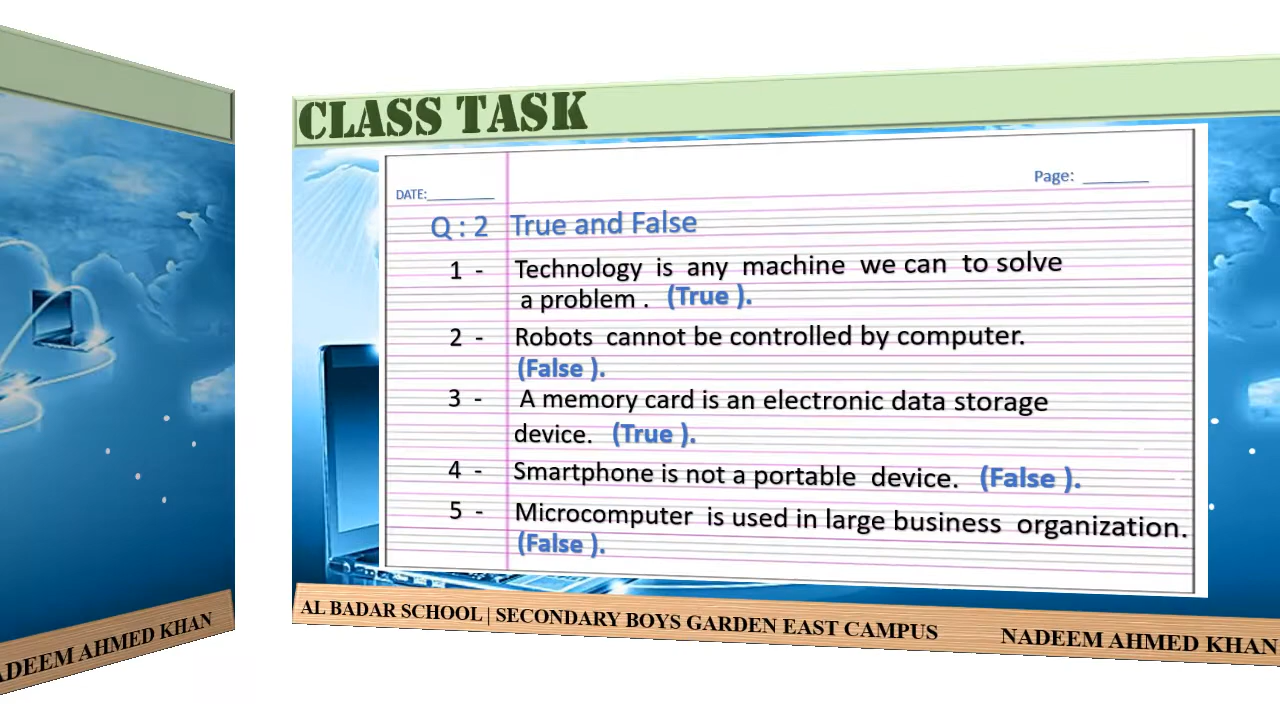 CLASS TASK
DATE:________
Page: _______
Q : 2 True and False
1 - Technology is any machine we can to solve
a problem . (True ).
2 - Robots cannot be controlled by computer.
(False ).
3 - A memory card is an electronic data storage
device. (True ).
4 - Smartphone is not a portable device. (False ).
5 - Microcomputer is used in large business organization.
(False ).
AL BADAR SCHOOL | SECONDARY BOYS GARDEN EAST CAMPUS NADEEM AHMED KHAN
ADEEM AHMED KHAN